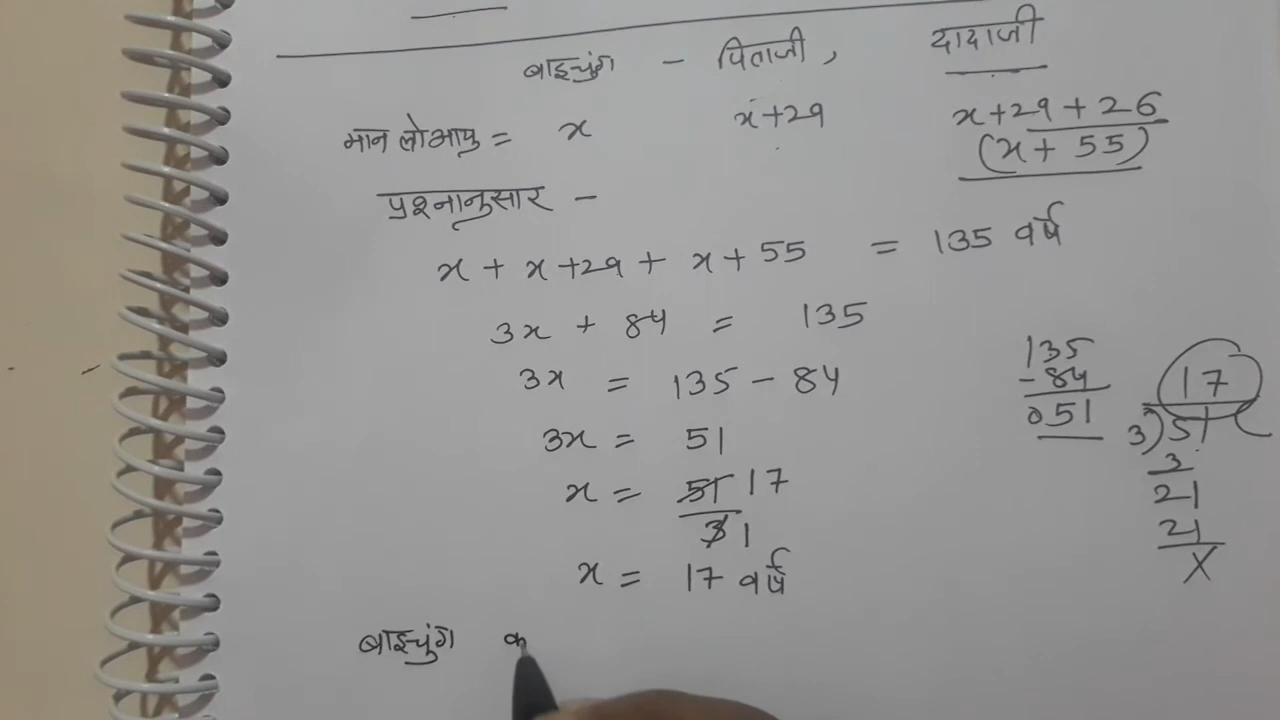 बाइचुंग - पिताजी, दादाजी
मान लो आयु = x x+29 x+29+26
(x+55)
प्रश्नानुसार -
x + x+29 + x+55 = 135 वर्ष
3x + 84 = 135
3x = 135 - 84
3x = 51
x = 51/3 17/1
x = 17 वर्ष
बाइचुंग क
135
-84
051
17
3)51
3
21
21
X